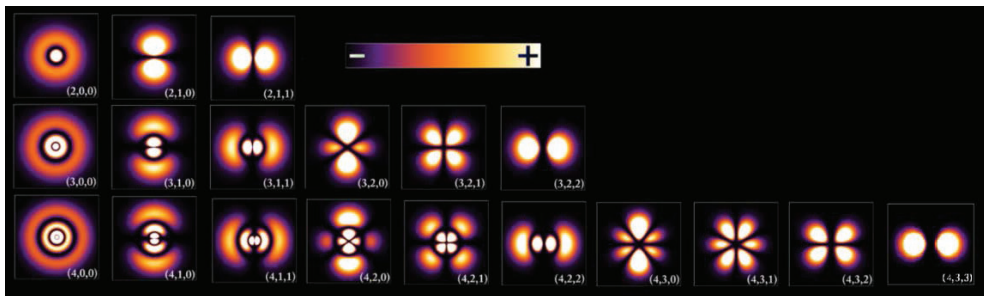 − +
(2,0,0) (2,1,0) (2,1,1)
(3,0,0) (3,1,0) (3,1,1) (3,2,0) (3,2,1) (3,2,2)
(4,0,0) (4,1,0) (4,1,1) (4,2,0) (4,2,1) (4,2,2) (4,3,0) (4,3,1) (4,3,2) (4,3,3)